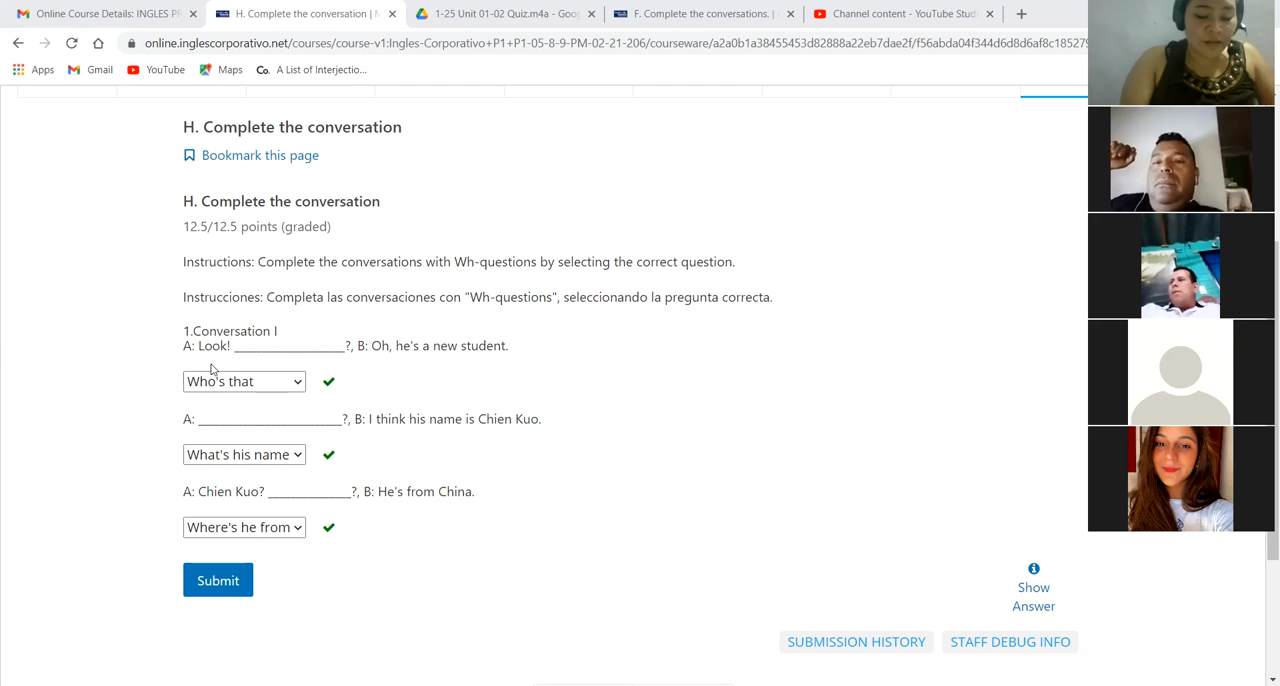 Online Course Details: INGLES PR
H. Complete the conversation | M
1-25 Unit 01-02 Quiz.m4a - Goo
F. Complete the conversations. |
Channel content - YouTube Studi
online.inglescorporativo.net/courses/course-v1:Ingles-Corporativo+P1+P1-05-8-9-PM-02-21-206/courseware/a2a0b1a38455453d82888a22eb7dae2f/f56abda04f344d6d8d6af8c185279
Apps
Gmail
YouTube
Maps
Co. A List of Interjectio...
H. Complete the conversation
Bookmark this page
H. Complete the conversation
12.5/12.5 points (graded)
Instructions: Complete the conversations with Wh-questions by selecting the correct question.
Instrucciones: Completa las conversaciones con "Wh-questions", seleccionando la pregunta correcta.
1.Conversation I
A: Look! ____________________?, B: Oh, he's a new student.
Who's that
A: __________________________?, B: I think his name is Chien Kuo.
What's his name
A: Chien Kuo? _______________?, B: He's from China.
Where's he from
Submit
Show
Answer
SUBMISSION HISTORY
STAFF DEBUG INFO